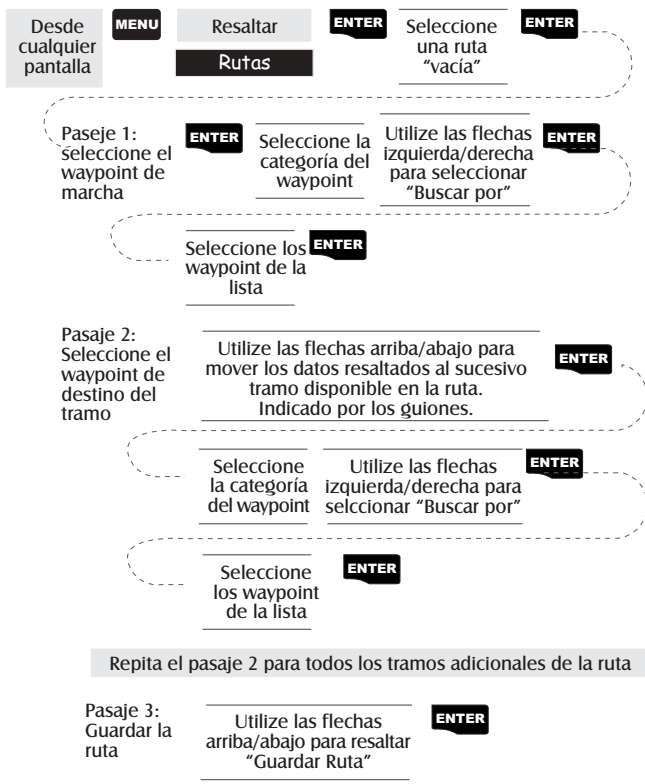 Desde
cualquier
pantalla
MENU
Resaltar
Rutas
ENTER
Seleccione
una ruta
“vacía”
ENTER
Paseje 1:
seleccione el
waypoint de
marcha
ENTER
Seleccione la
categoría del
waypoint
Utilize las flechas
izquierda/derecha
para seleccionar
“Buscar por”
ENTER
Seleccione los
waypoint de la
lista
ENTER
Pasaje 2:
Seleccione el
waypoint de
destino del
tramo
Utilize las flechas arriba/abajo para
mover los datos resaltados al sucesivo
tramo disponible en la ruta.
Indicado por los guiones.
ENTER
Seleccione
la categoría
del waypoint
Utilize las flechas
izquierda/derecha para
selccionar “Buscar por”
ENTER
Seleccione
los waypoint
de la lista
ENTER
Repita el pasaje 2 para todos los tramos adicionales de la ruta
Pasaje 3:
Guardar la
ruta
Utilize las flechas
arriba/abajo para resaltar
“Guardar Ruta”
ENTER